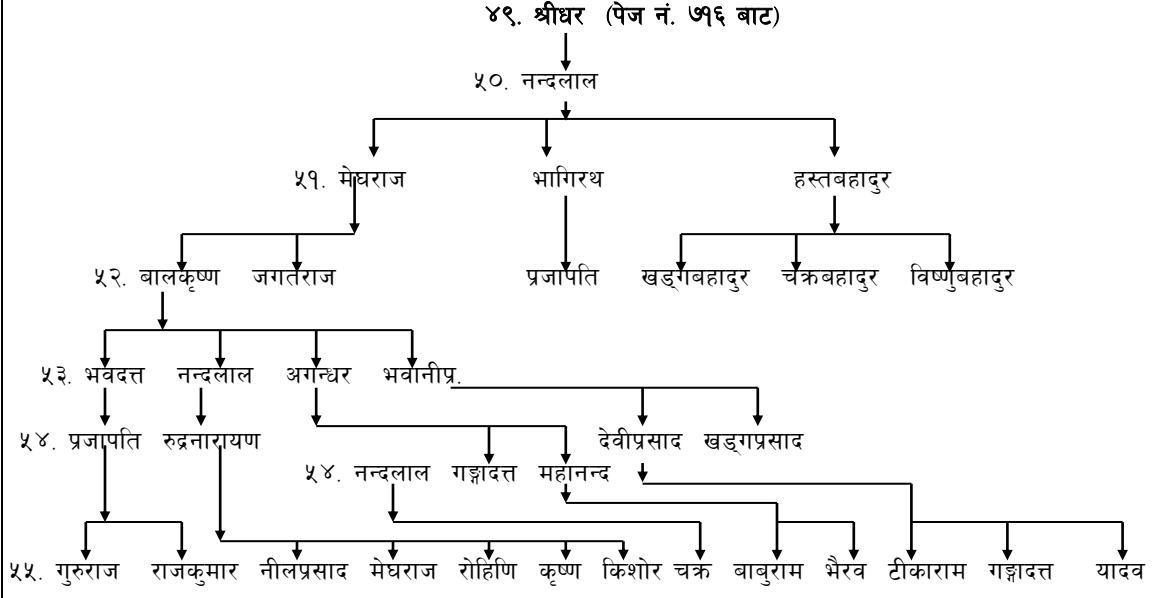 ४९. श्रीधर (पेज नं. ७१६ बाट)
५०. नन्दलाल
५१. मेघराज भागिरथ हस्तबहादुर
५२. बालकृष्ण जगतराज प्रजापति खड्गबहादुर चक्रबहादुर विष्णुबहादुर
५३. भवदत्त नन्दलाल अगन्धर भवानीप्र.
५४. प्रजापति रुद्रनारायण देवीप्रसाद खड्गप्रसाद
५४. नन्दलाल गङ्गादत्त महानन्द
५५. गुरुराज राजकुमार नीलप्रसाद मेघराज रोहिणि कृष्ण किशोर चक्र बाबुराम भैरव टीकाराम गङ्गादत्त यादव